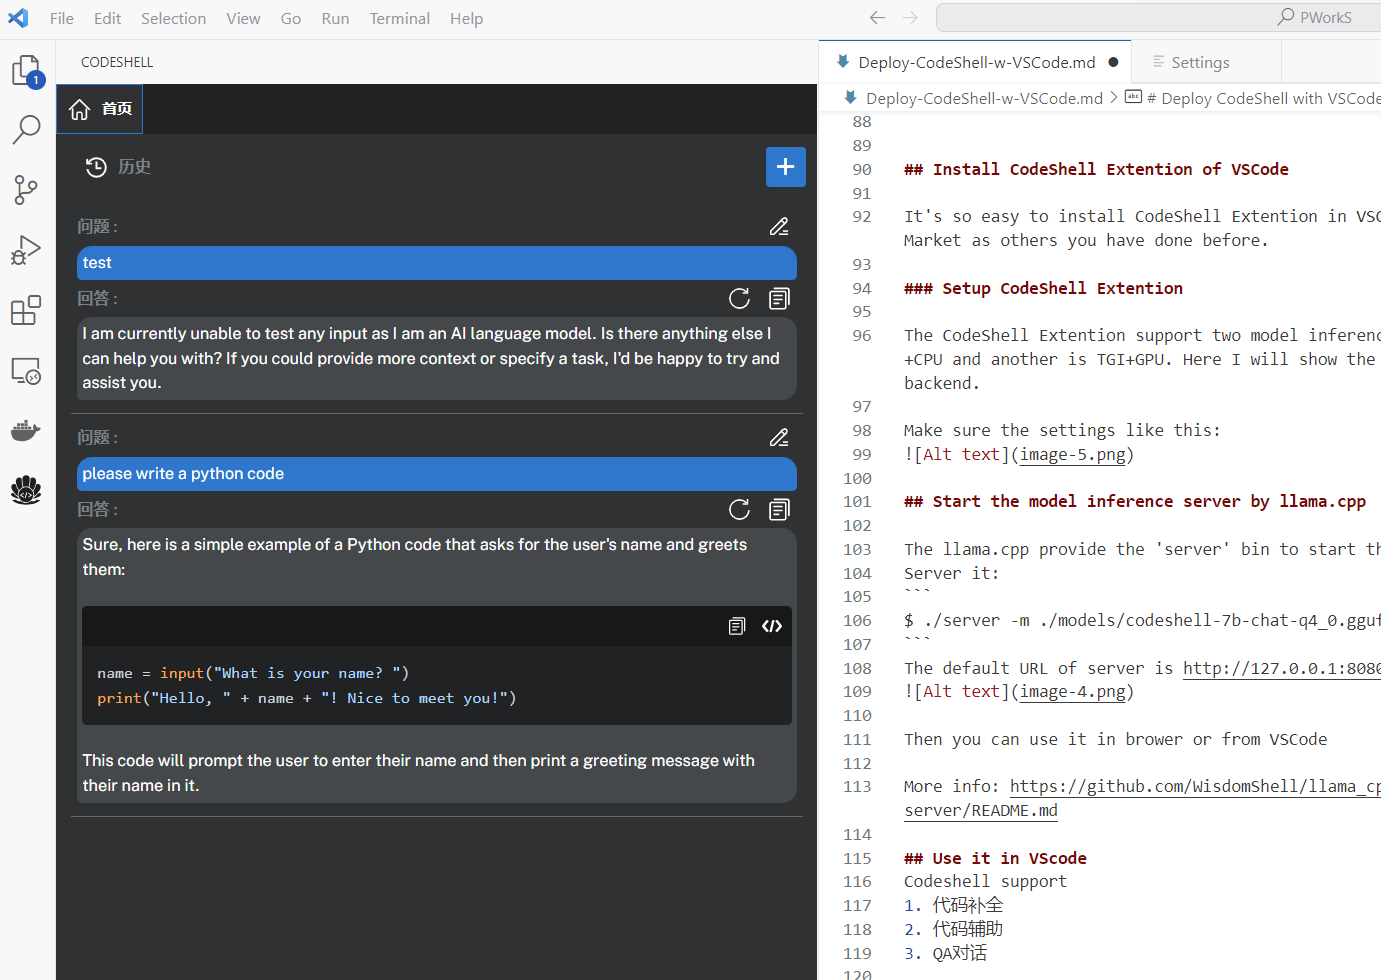 File Edit Selection View Go Run Terminal Help
PWorkS
1
CODESHELL
首页
历史
问题：
test
回答：
I am currently unable to test any input as I am an AI language model. Is there anything else I
can help you with? If you could provide more context or specify a task, I'd be happy to try and
assist you.
问题：
please write a python code
回答：
Sure, here is a simple example of a Python code that asks for the user's name and greets
them:
name = input("What is your name? ")
print("Hello, " + name + "! Nice to meet you!")
This code will prompt the user to enter their name and then print a greeting message with
their name in it.
Deploy-CodeShell-w-VSCode.md Settings
Deploy-CodeShell-w-VSCode.md > abc # Deploy CodeShell with VSCode
88
89
90 ## Install CodeShell Extention of VSCode
91
92 It's so easy to install CodeShell Extention in VSC
Market as others you have done before.
93
94 ### Setup CodeShell Extention
95
96 The CodeShell Extention support two model inferenc
+CPU and another is TGI+GPU. Here I will show the
backend.
97
98 Make sure the settings like this:
99 ![Alt text](image-5.png)
100
101 ## Start the model inference server by llama.cpp
102
103 The llama.cpp provide the 'server' bin to start th
104 Server it:
105 ```
106 $ ./server -m ./models/codeshell-7b-chat-q4_0.gguf
107 ```
108 The default URL of server is http://127.0.0.1:8080
109 ![Alt text](image-4.png)
110
111 Then you can use it in brower or from VSCode
112
113 More info: https://github.com/WisdomShell/llama_cp
server/README.md
114
115 ## Use it in VScode
116 Codeshell support
117 1. 代码补全
118 2. 代码辅助
119 3. QA对话
120